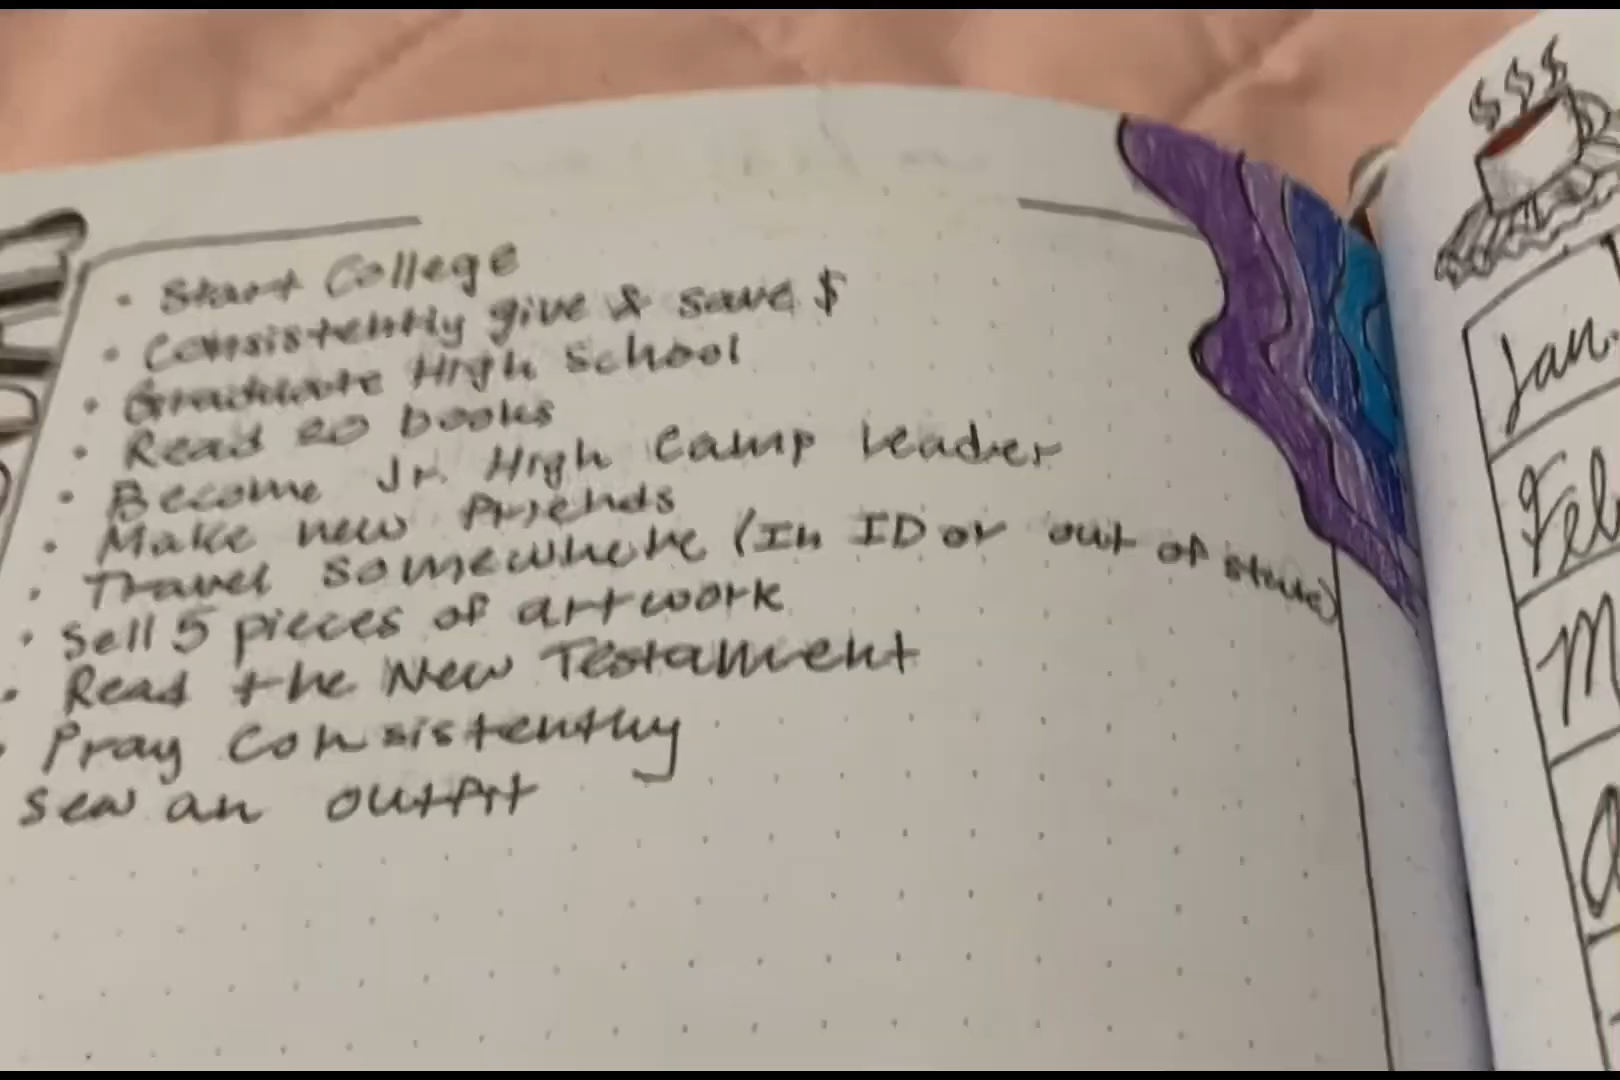 • Start College
• Consistently give & save $
• Graduate High School
• Read 20 books
• Become Jr. High Camp Leader
• Make new friends
• Travel somewhere (In ID or out of state)
• Sell 5 pieces of artwork
• Read the New Testament
• Pray Consistently
Sew an outfit
Jan.